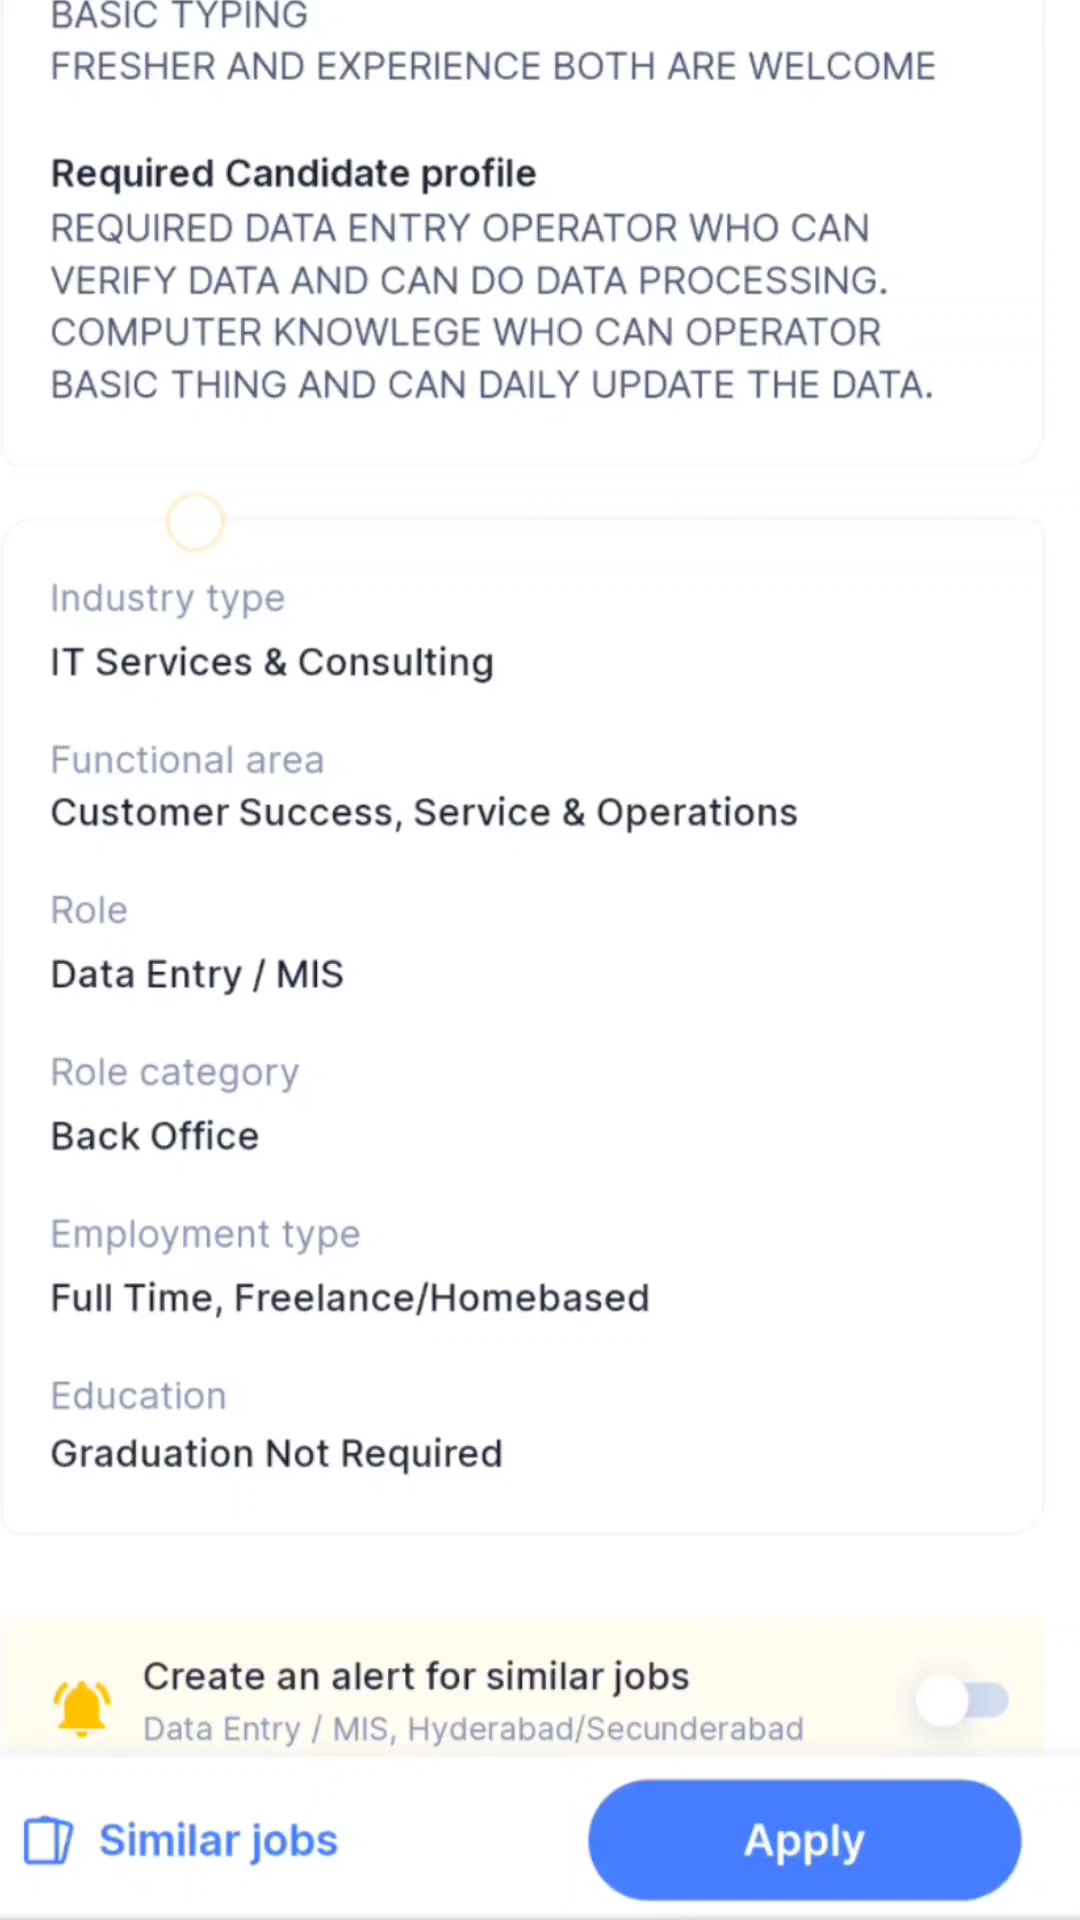 BASIC TYPING
FRESHER AND EXPERIENCE BOTH ARE WELCOME
Required Candidate profile
REQUIRED DATA ENTRY OPERATOR WHO CAN
VERIFY DATA AND CAN DO DATA PROCESSING.
COMPUTER KNOWLEGE WHO CAN OPERATOR
BASIC THING AND CAN DAILY UPDATE THE DATA.
Industry type
IT Services & Consulting
Functional area
Customer Success, Service & Operations
Role
Data Entry / MIS
Role category
Back Office
Employment type
Full Time, Freelance/Homebased
Education
Graduation Not Required
Create an alert for similar jobs
Data Entry / MIS, Hyderabad/Secunderabad
Similar jobs
Apply